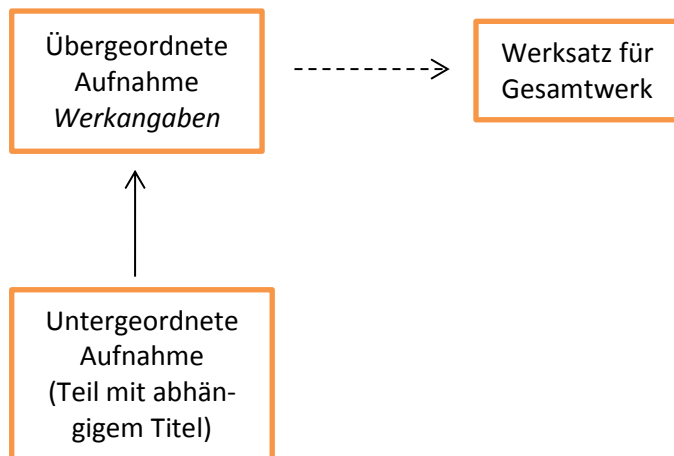 Übergeordnete
Aufnahme
Werkangaben
Werksatz für
Gesamtwerk
Untergeordnete
Aufnahme
(Teil mit abhän-
gigem Titel)